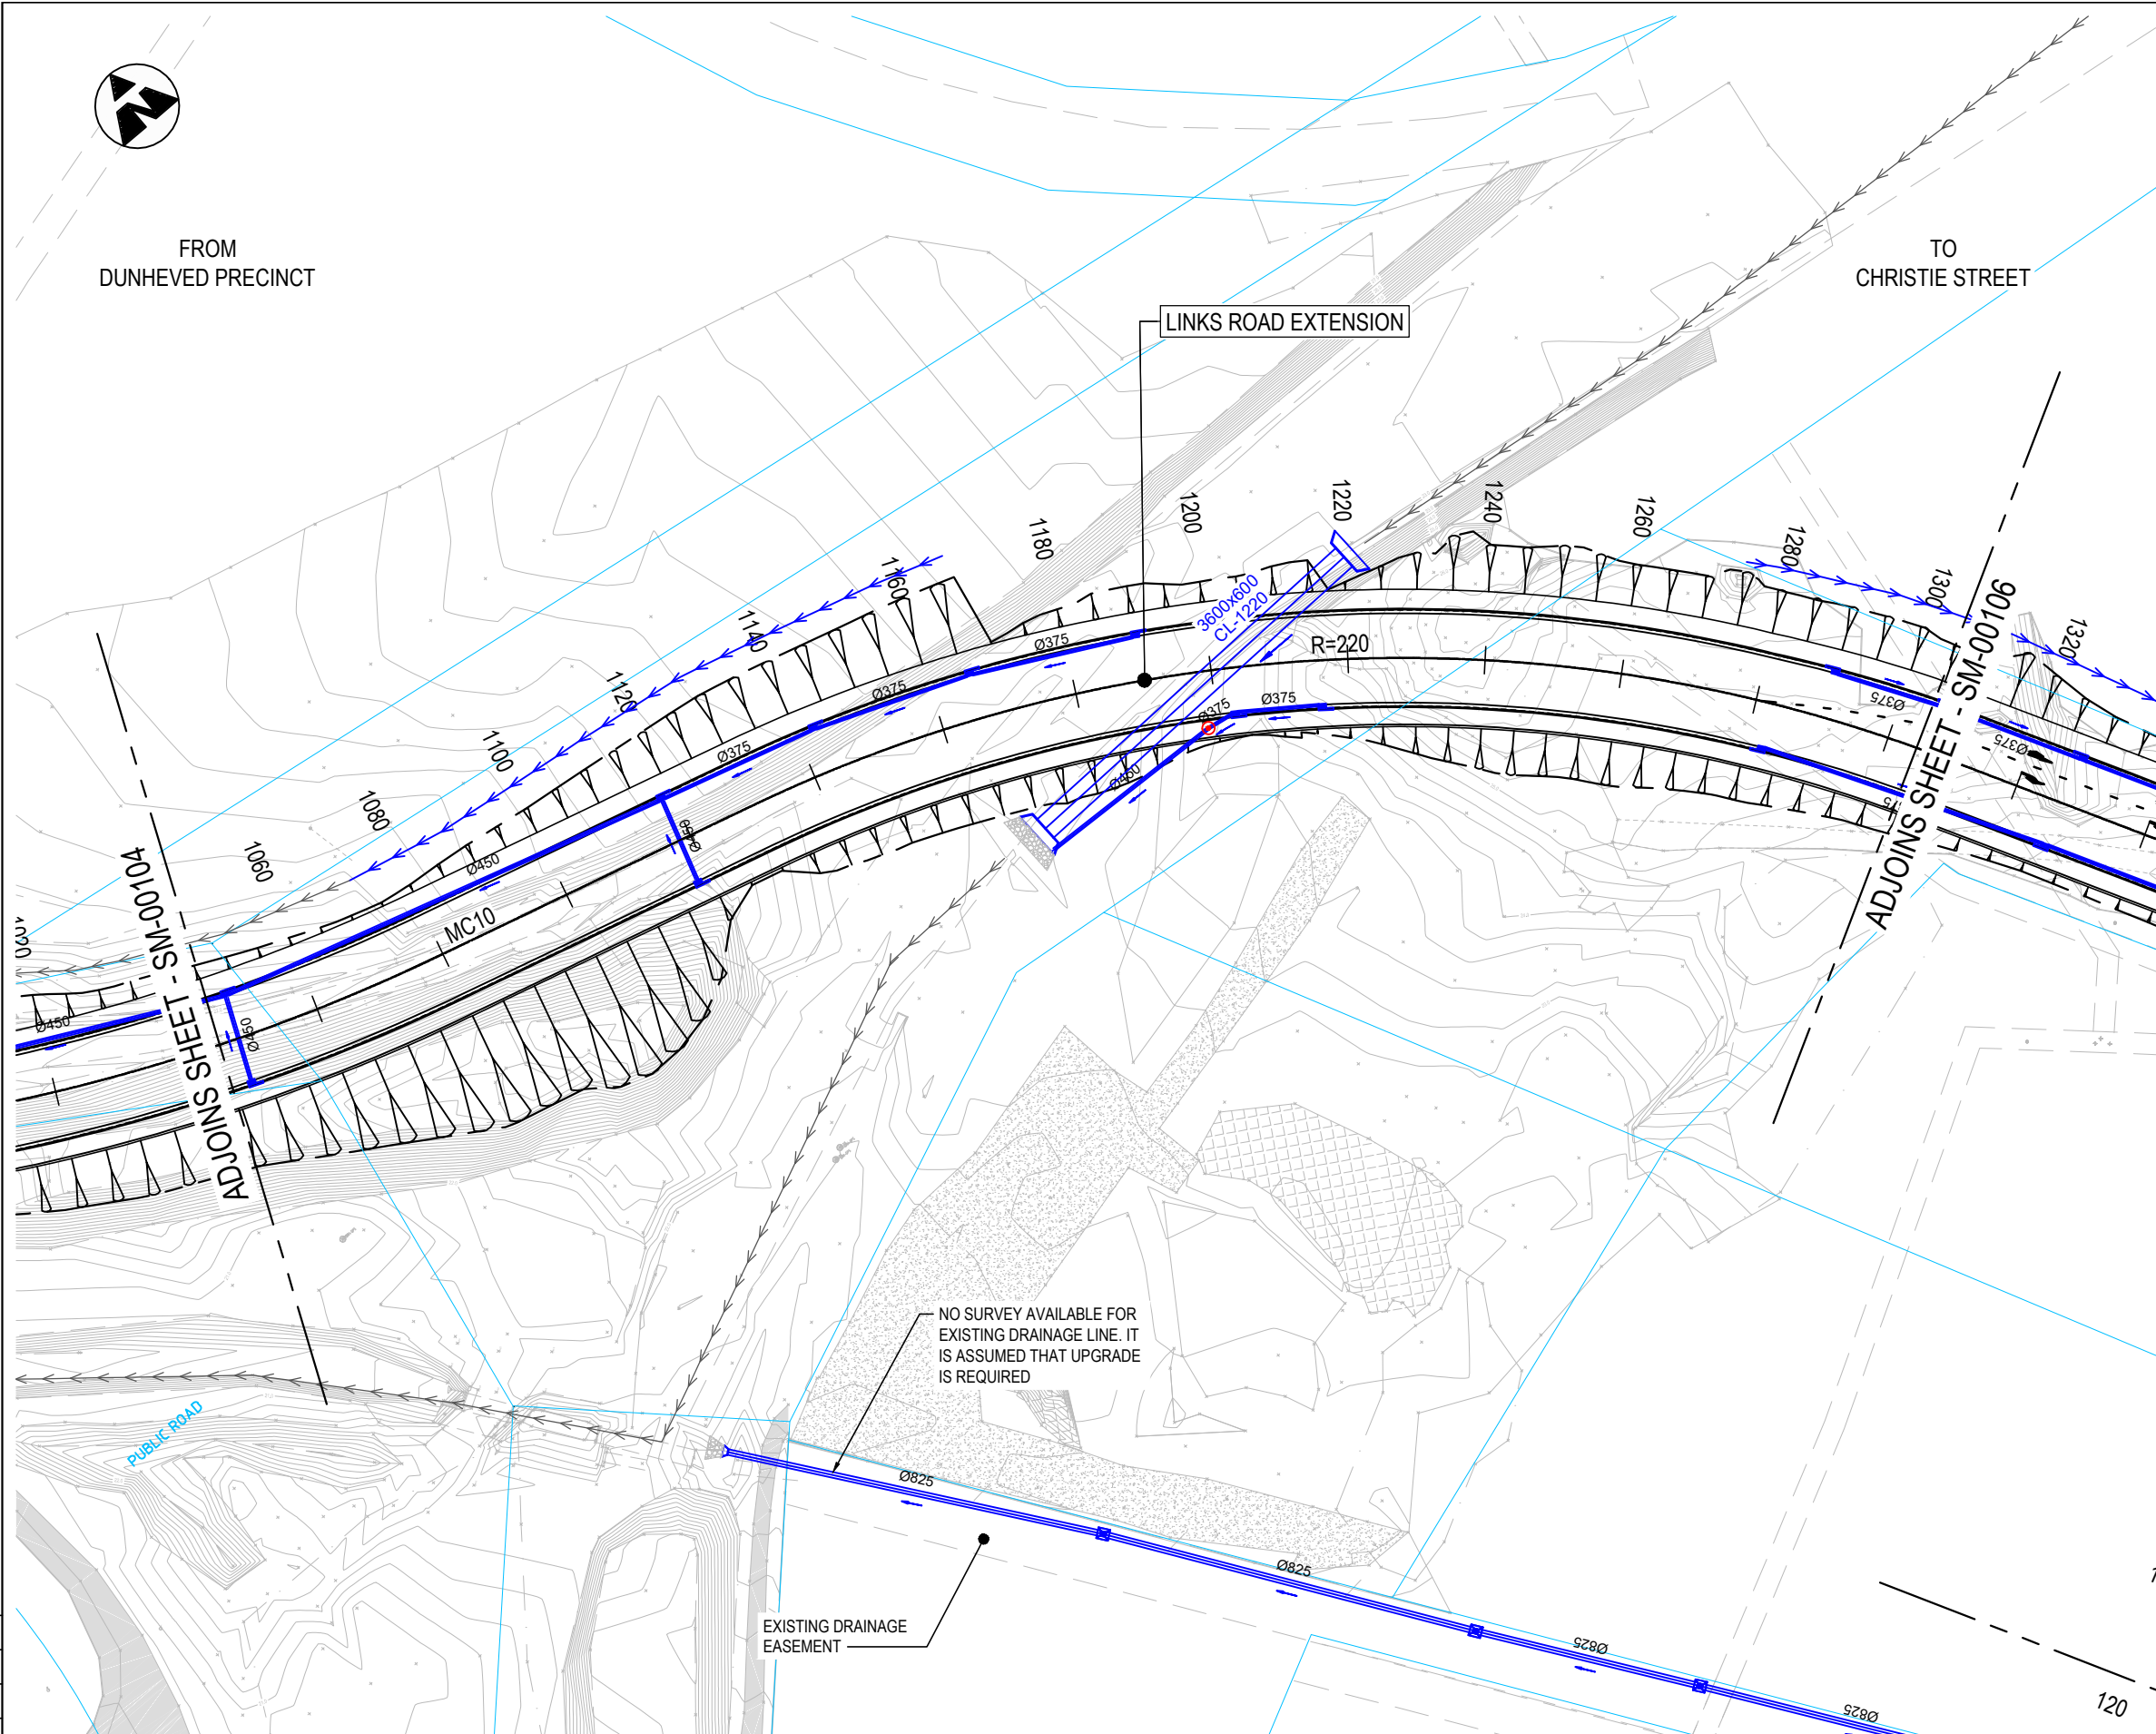 FROM
DUNHEVED PRECINCT
TO
CHRISTIE STREET
LINKS ROAD EXTENSION
1060
1080
1100
1120
1140
1160
1180
1200
1220
1240
1260
1280
1300
1320
3600x600
CL-1220
R=220
MC10
Ø375
Ø375
Ø375
Ø375
Ø375
Ø375
Ø375
Ø450
Ø450
Ø450
Ø450
Ø450
ADJOINS SHEET - SM-00104
ADJOINS SHEET - SM-00106
NO SURVEY AVAILABLE FOR
EXISTING DRAINAGE LINE. IT
IS ASSUMED THAT UPGRADE
IS REQUIRED
PUBLIC ROAD
Ø825
Ø825
Ø825
Ø825
EXISTING DRAINAGE
EASEMENT
120